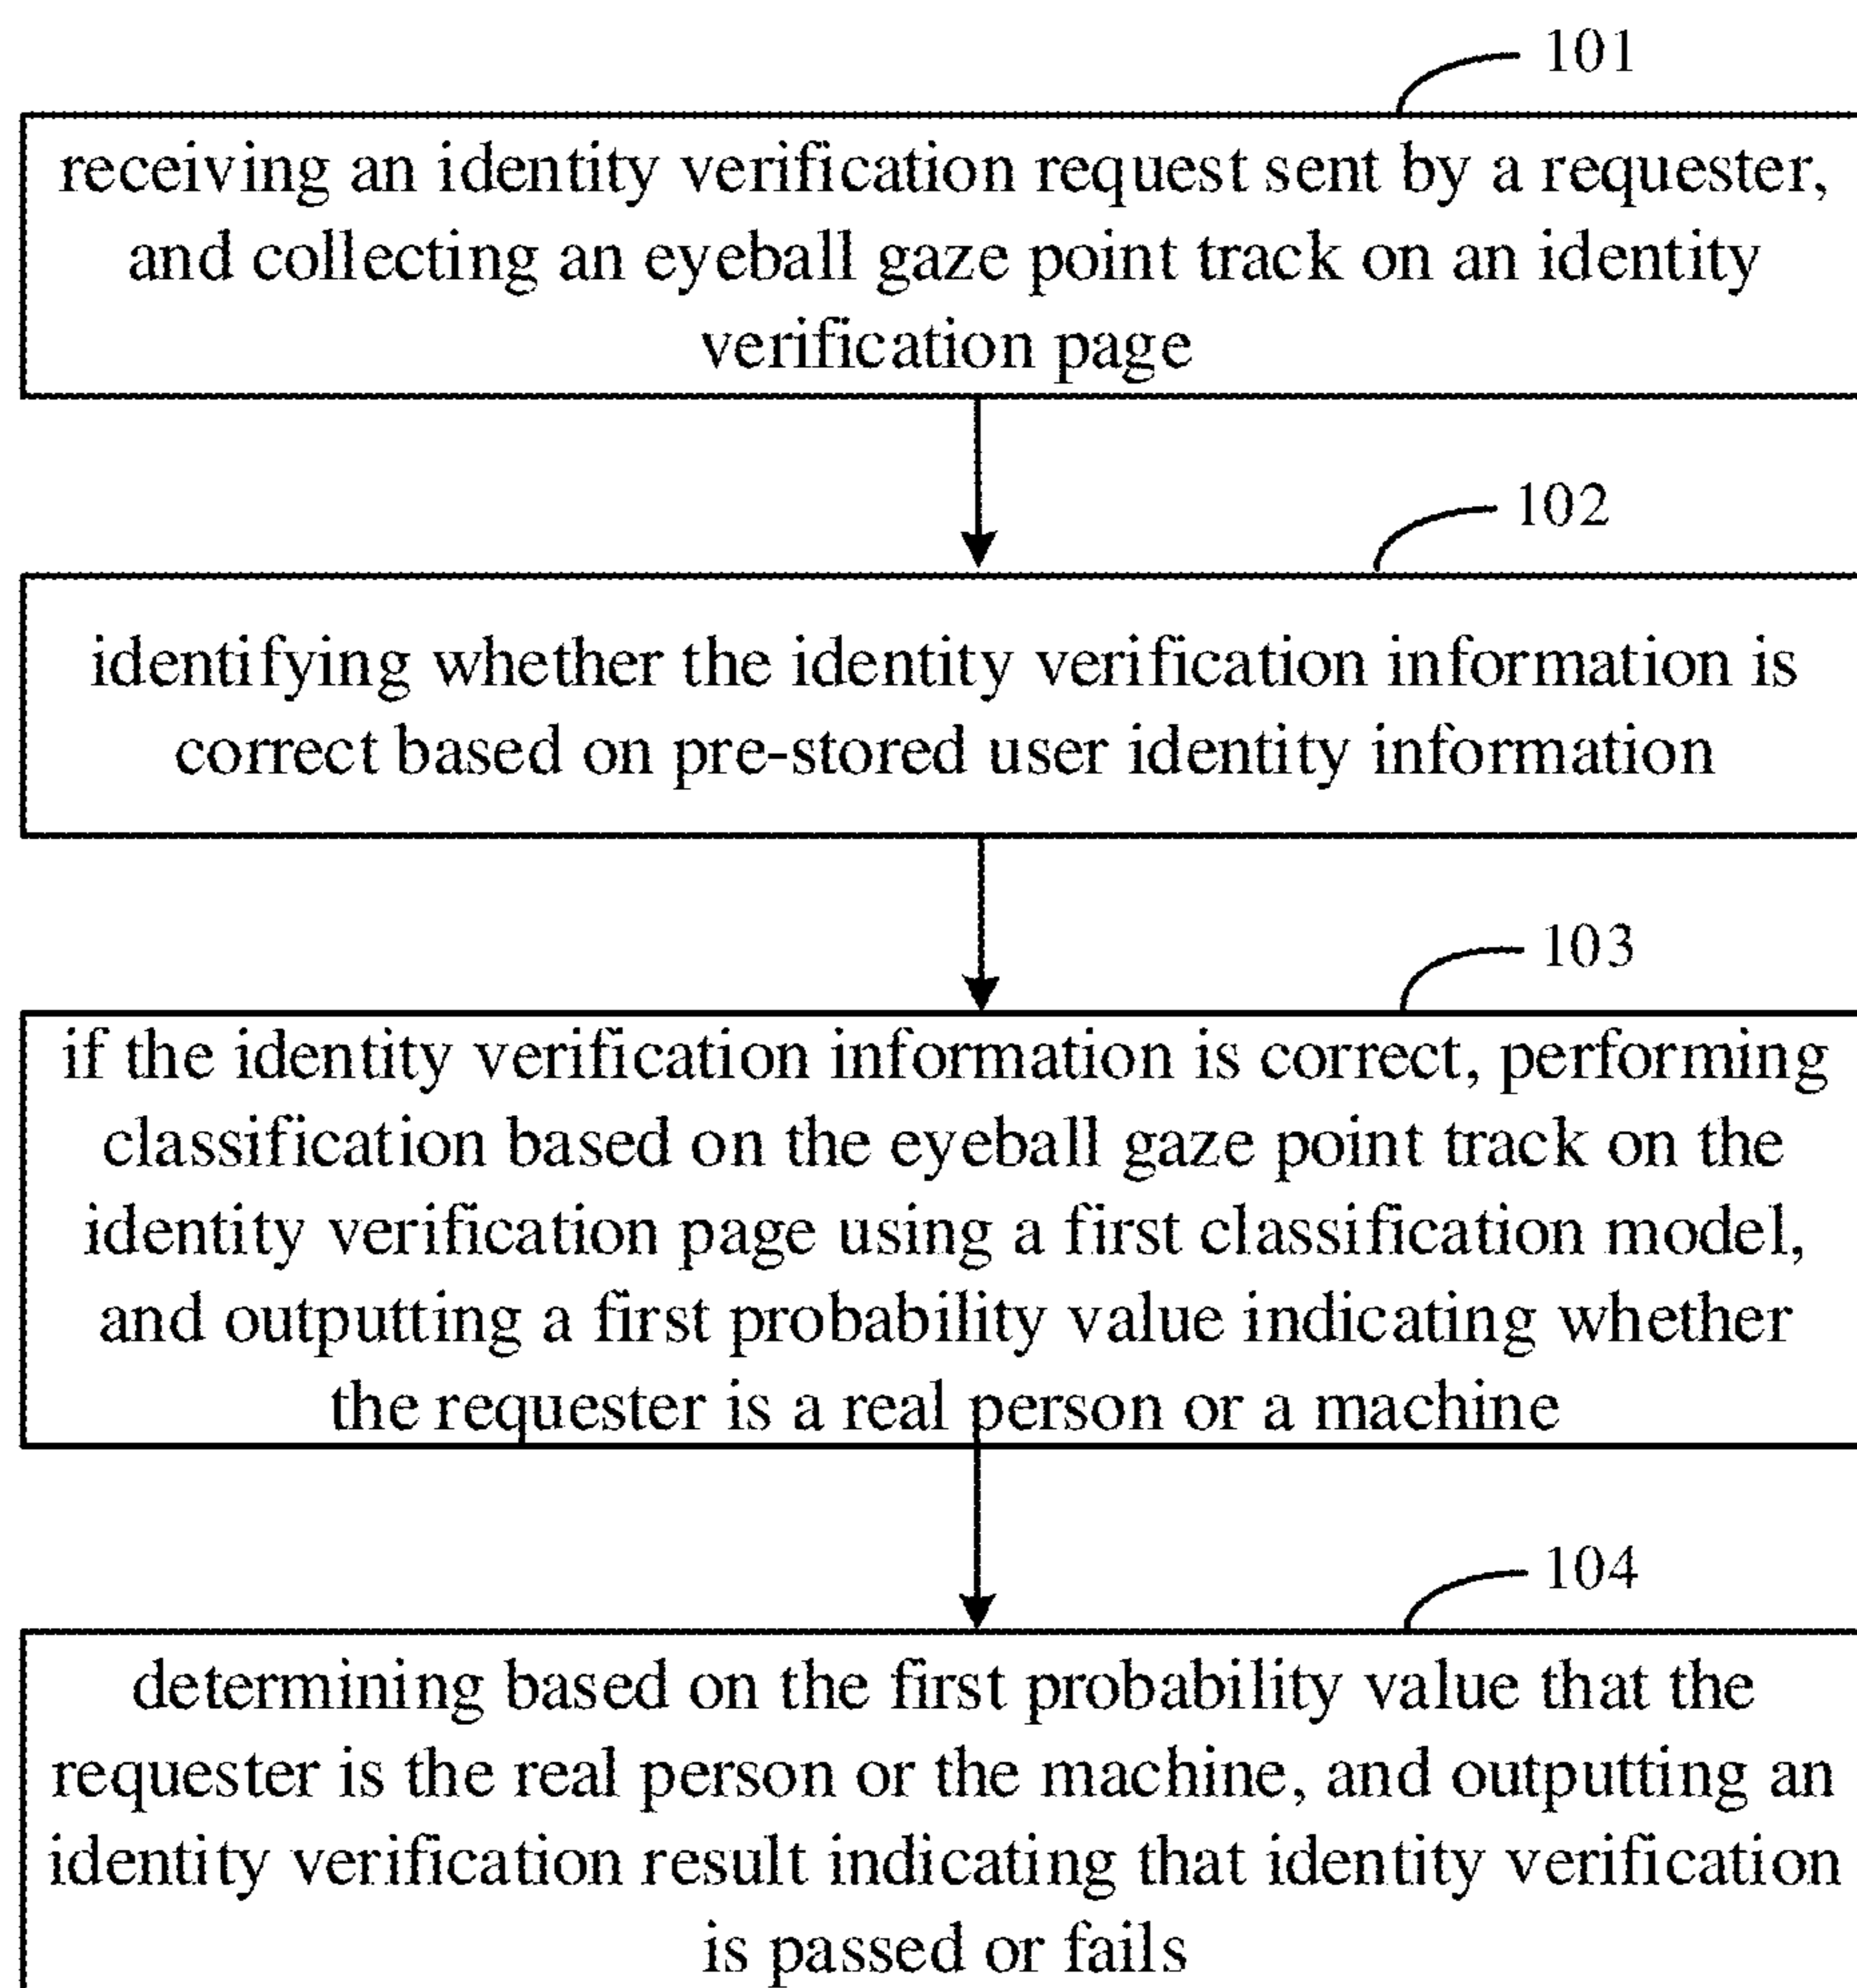 101
receiving an identity verification request sent by a requester,
and collecting an eyeball gaze point track on an identity
verification page
102
identifying whether the identity verification information is
correct based on pre-stored user identity information
103
if the identity verification information is correct, performing
classification based on the eyeball gaze point track on the
identity verification page using a first classification model,
and outputting a first probability value indicating whether
the requester is a real person or a machine
104
determining based on the first probability value that the
requester is the real person or the machine, and outputting an
identity verification result indicating that identity verification
is passed or fails